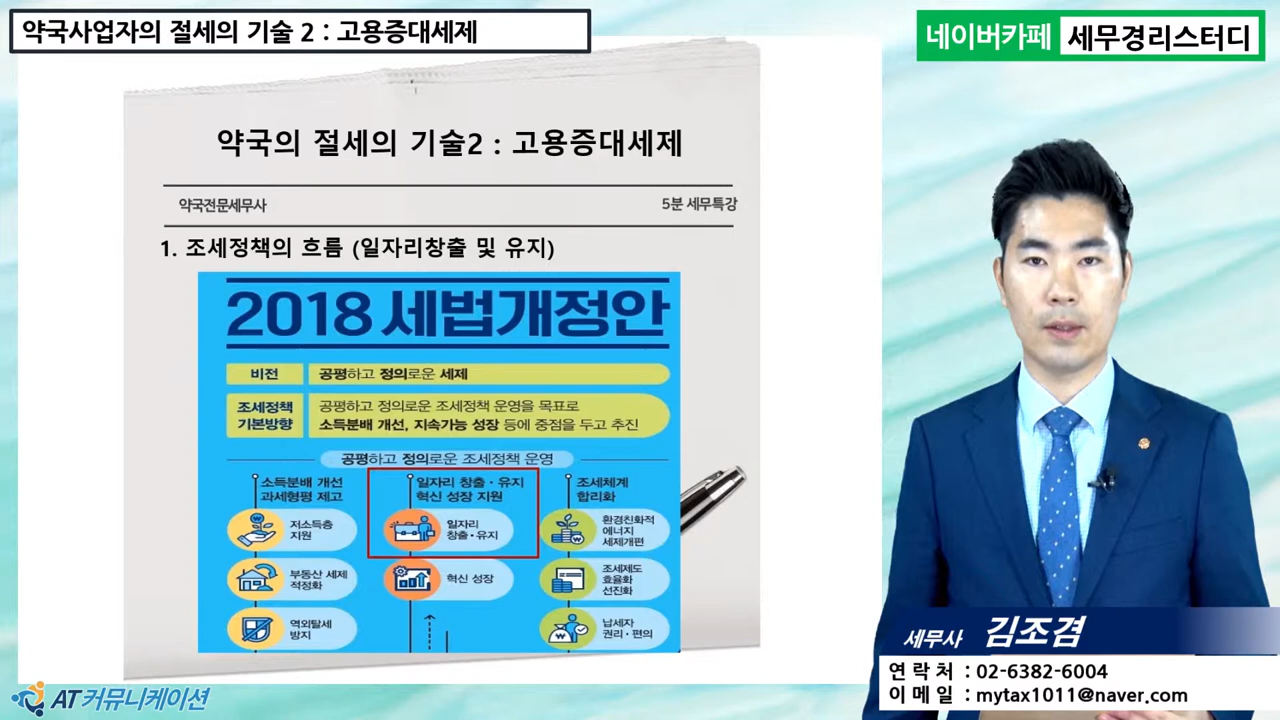 약국사업자의 절세의 기술 2 : 고용증대세제
네이버카페 세무경리스터디
약국의 절세의 기술2 : 고용증대세제
약국전문세무사
5분 세무특강
1. 조세정책의 흐름 (일자리창출 및 유지)
2018 세법개정안
비전
공평하고 정의로운 세제
조세정책
기본방향
공평하고 정의로운 조세정책 운영을 목표로
소득분배 개선, 지속가능 성장 등에 중점을 두고 추진
공평하고 정의로운 조세정책 운영
소득분배 개선
과세형평 제고
저소득층
지원
부동산 세제
적정화
역외탈세
방지
일자리 창출·유지
혁신 성장 지원
일자리
창출·유지
혁신 성장
조세체계
합리화
환경친화적
에너지
세제개편
조세제도
효율화
선진화
납세자
권리·편의
세무사 김조겸
연 락 처 : 02-6382-6004
이 메 일 : mytax1011@naver.com
AT커뮤니케이션